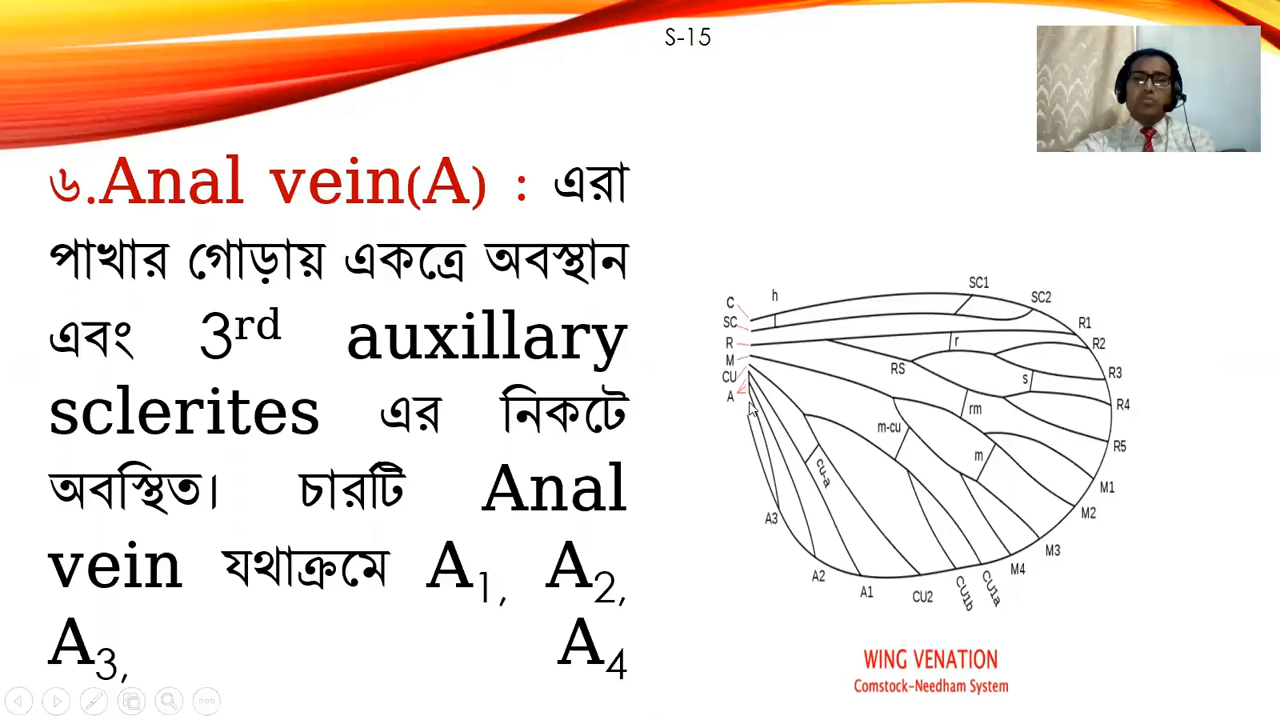 S-15
৬.Anal vein(A) : এরা
পাখার গোড়ায় একত্রে অবস্থান
এবং 3rd auxillary
sclerites এর নিকটে
অবস্থিত। চারটি Anal
vein যথাক্রমে A1, A2,
A3, A4
C
h
SC1
SC2
SC
R
M
CU
A
R1
R2
r
RS
R3
s
R4
rm
m-cu
R5
m
cu-a
M1
M2
A3
M3
M4
A2
A1
CU2
CU1b
CU1a
WING VENATION
Comstock-Needham System